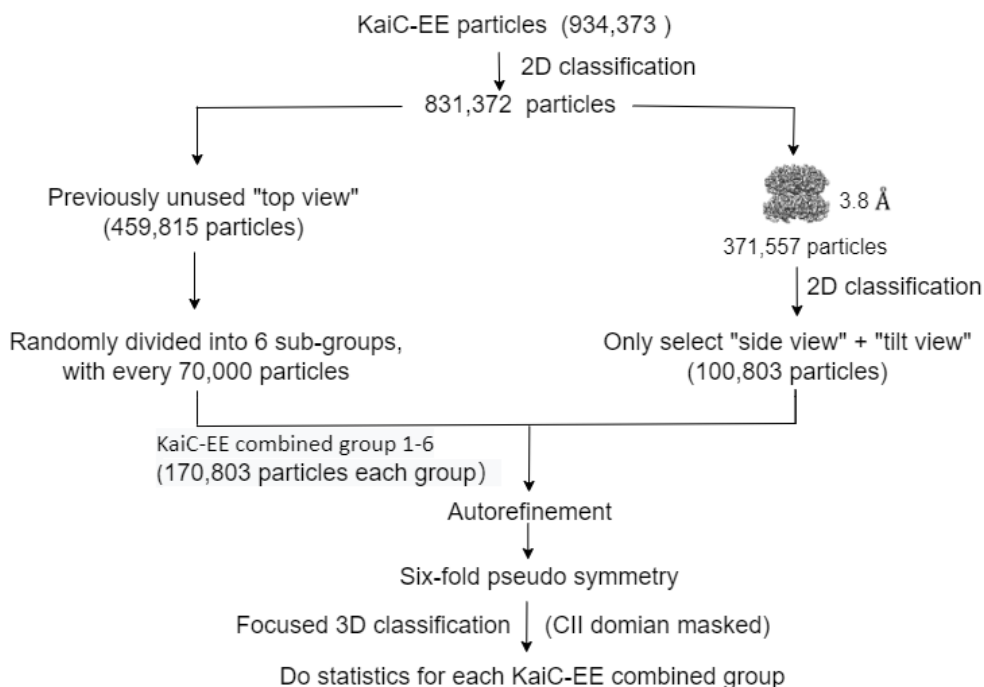 KaiC-EE particles (934,373 )
2D classification
831,372 particles
Previously unused "top view"
(459,815 particles)
3.8 Å
371,557 particles
2D classification
Randomly divided into 6 sub-groups,
with every 70,000 particles
Only select "side view" + "tilt view"
(100,803 particles)
KaiC-EE combined group 1-6
(170,803 particles each group)
Autorefinement
Six-fold pseudo symmetry
Focused 3D classification (CII domian masked)
Do statistics for each KaiC-EE combined group